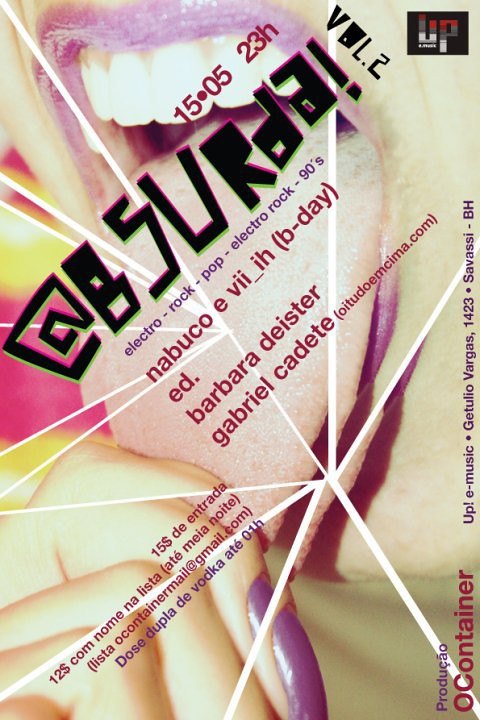 VOL.2
up
e.music
15•05 23h
@BSURda!
electro - rock - pop - electro rock - 90´s
nabuco e vii_ih (b-day)
ed.
barbara deister
gabriel cadete (oitudoemcima.com)
15$ de entrada
12$ com nome na lista (até meia noite)
(lista ocontainermail@gmail.com)
Dose dupla de vodka até 01h
Up! e-music • Getulio Vargas, 1423 • Savassi - BH
Produção
OContainer